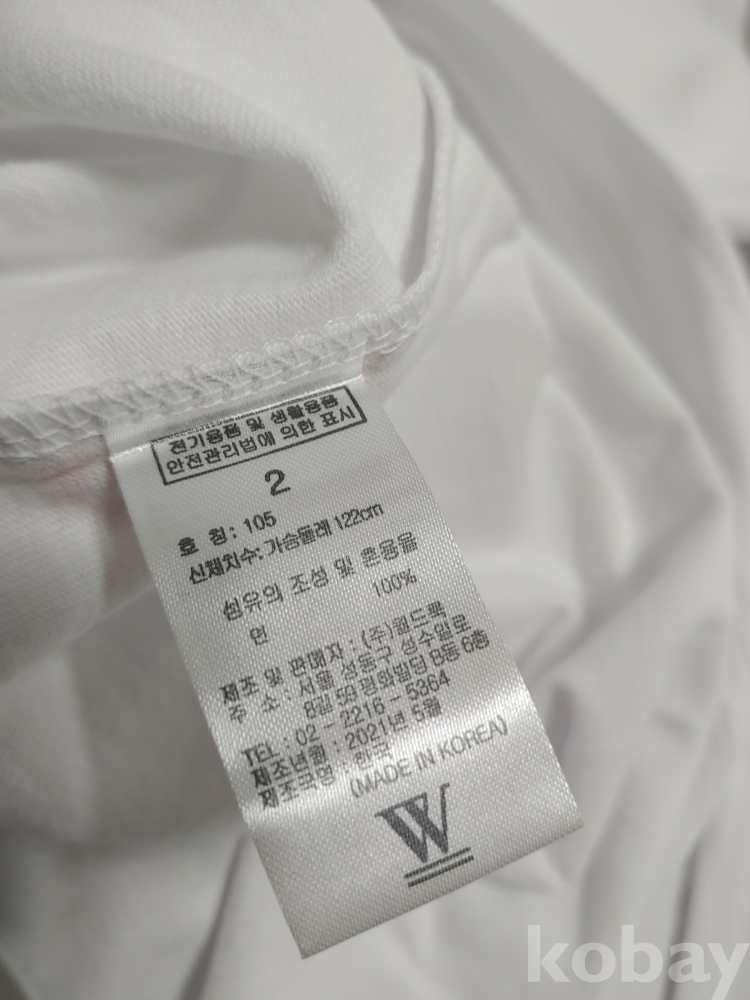 전기용품 및 생활용품
안전관리법에 의한 표시
2
호 칭: 105
신체치수: 가슴둘레 122cm
섬유의 조성 및 혼용율
면 100%
제조 및 판매자 : (주)월드룩
주 소 : 서울 성동구 성수일로
8길 59 평화빌딩 B동 6층
TEL : 02 - 2216 - 5364
제조년월 : 2021년 5월
제조국명 : 한국
(MADE IN KOREA)
W
kobay